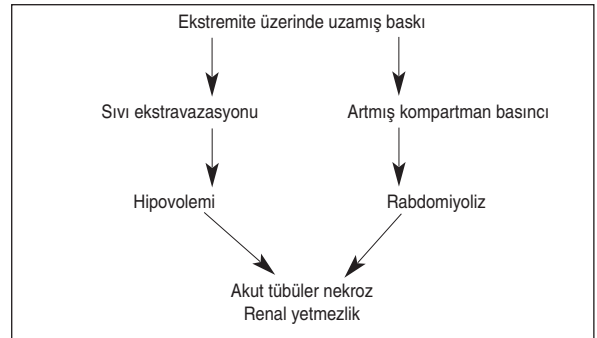 Ekstremite üzerinde uzamış baskı
Sıvı ekstravazasyonu Artmış kompartman basıncı
Hipovolemi Rabdomiyoliz
Akut tübüler nekroz
Renal yetmezlik